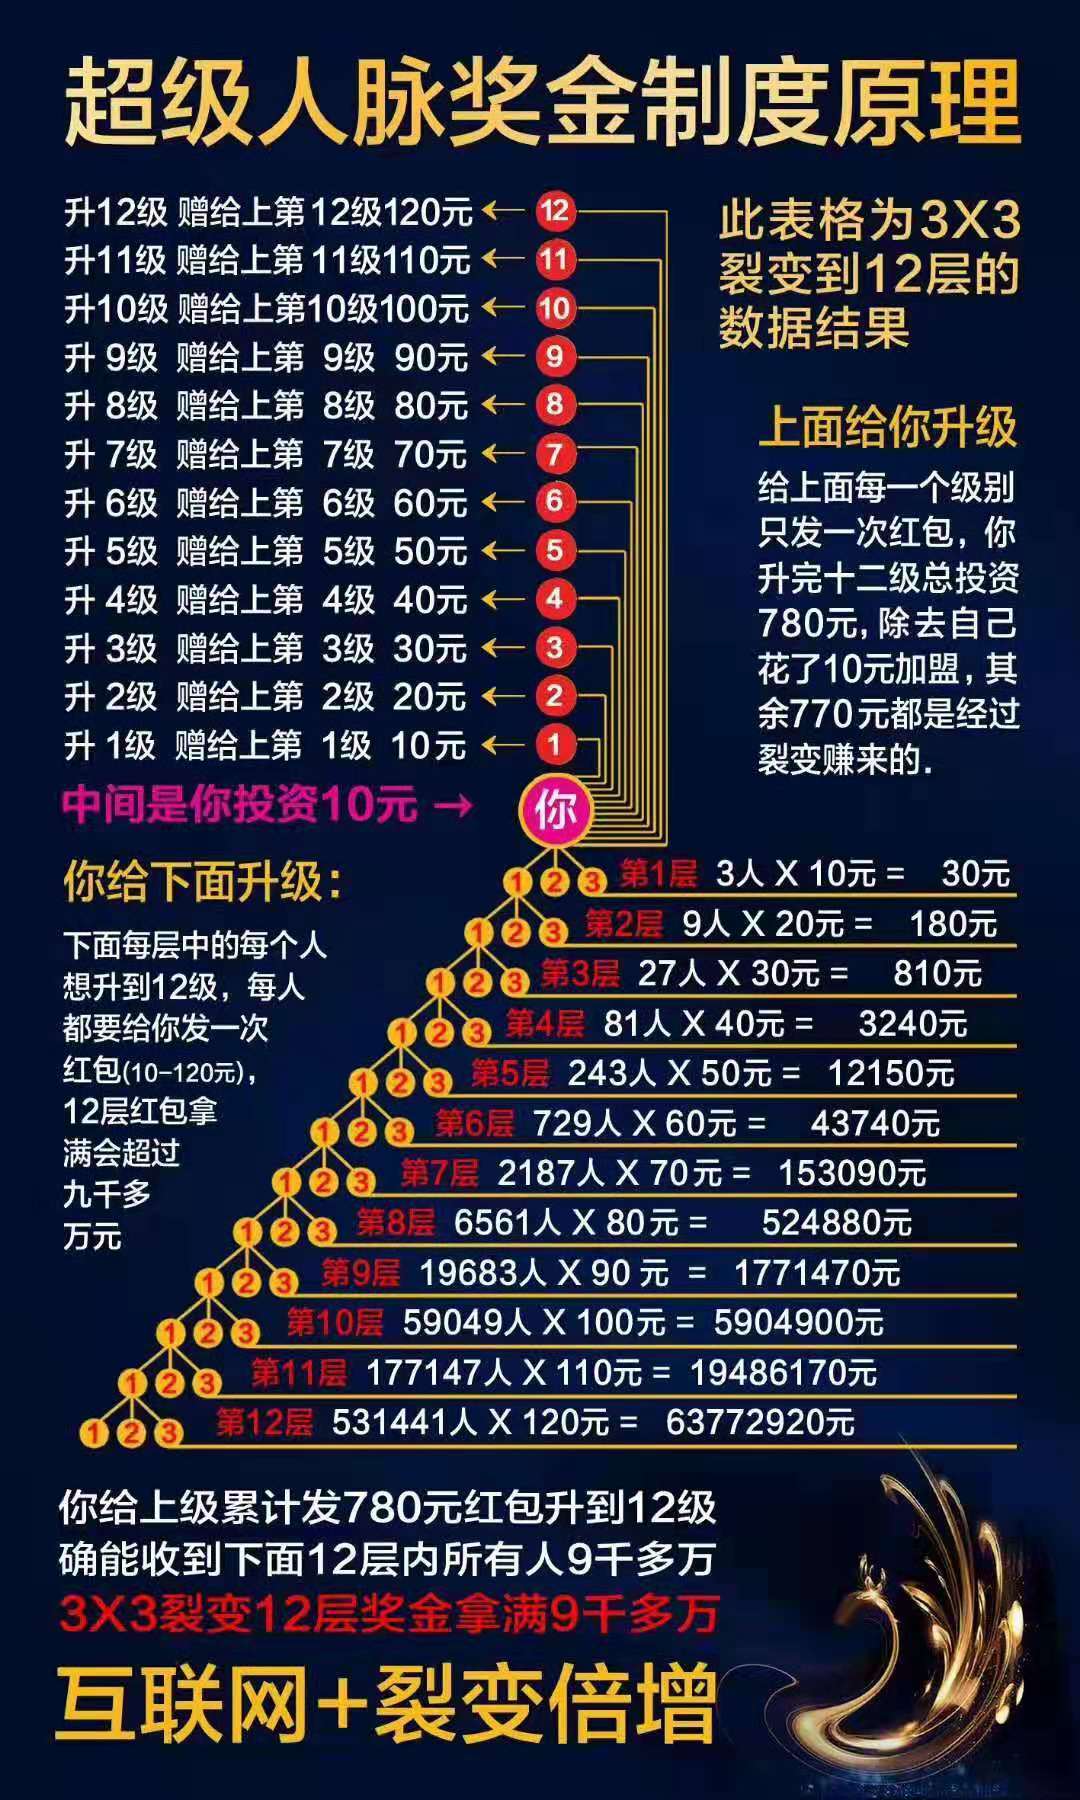 超级人脉奖金制度原理
升12级 赠给上第12级120元 ← 12
升11级 赠给上第11级110元 ← 11
升10级 赠给上第10级100元 ← 10
升 9级 赠给上第 9级 90元 ← 9
升 8级 赠给上第 8级 80元 ← 8
升 7级 赠给上第 7级 70元 ← 7
升 6级 赠给上第 6级 60元 ← 6
升 5级 赠给上第 5级 50元 ← 5
升 4级 赠给上第 4级 40元 ← 4
升 3级 赠给上第 3级 30元 ← 3
升 2级 赠给上第 2级 20元 ← 2
升 1级 赠给上第 1级 10元 ← 1
中间是你投资10元 →
你
此表格为3X3
裂变到12层的
数据结果
上面给你升级
给上面每一个级别
只发一次红包，你
升完十二级总投资
780元, 除去自己
花了10元加盟，其
余770元都是经过
裂变赚来的.
你给下面升级：
下面每层中的每个人
想升到12级，每人
都要给你发一次
红包(10-120元)，
12层红包拿
满会超过
九千多
万元
1 2 3 第1层 3人 X 10元 = 30元
1 2 3 第2层 9人 X 20元 = 180元
1 2 3 第3层 27人 X 30元 = 810元
1 2 3 第4层 81人 X 40元 = 3240元
1 2 3 第5层 243人 X 50元 = 12150元
1 2 3 第6层 729人 X 60元 = 43740元
1 2 3 第7层 2187人 X 70元 = 153090元
1 2 3 第8层 6561人 X 80元 = 524880元
1 2 3 第9层 19683人 X 90 元 = 1771470元
1 2 3 第10层 59049人 X 100元 = 5904900元
1 2 3 第11层 177147人 X 110元 = 19486170元
1 2 3 第12层 531441人 X 120元 = 63772920元
你给上级累计发780元红包升到12级
确能收到下面12层内所有人9千多万
3X3裂变12层奖金拿满9千多万
互联网+裂变倍增